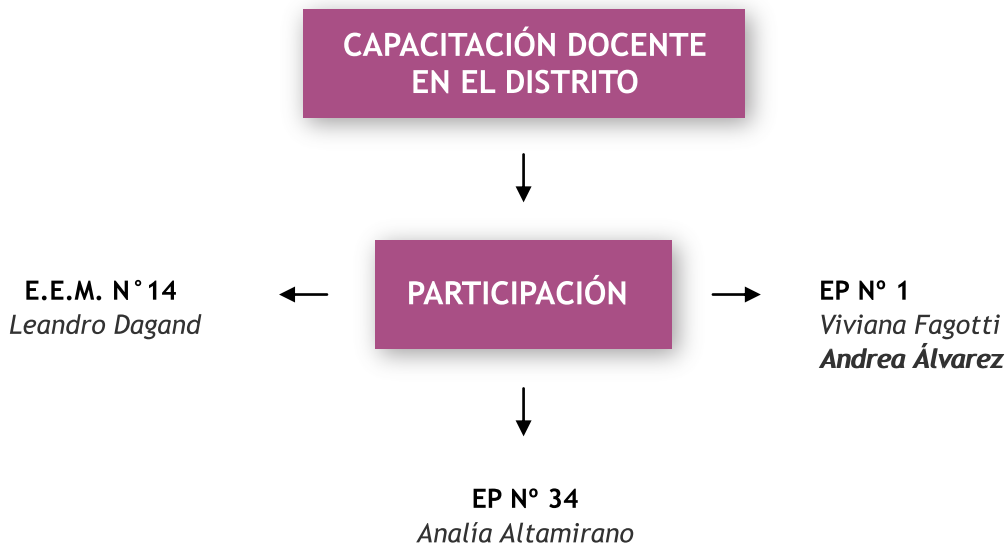 CAPACITACIÓN DOCENTE
EN EL DISTRITO
PARTICIPACIÓN
E.E.M. N°14
Leandro Dagand
EP Nº 1
Viviana Fagotti
Andrea Álvarez
EP Nº 34
Analía Altamirano